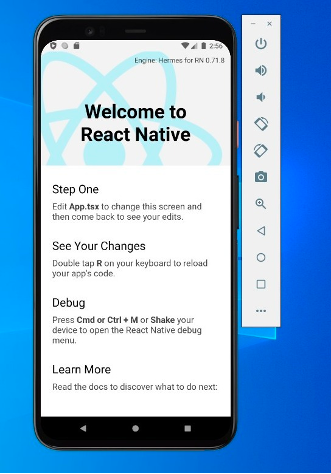 2:56
Engine: Hermes for RN 0.71.8
Welcome to
React Native
Step One
Edit App.tsx to change this screen and
then come back to see your edits.
See Your Changes
Double tap R on your keyboard to reload
your app's code.
Debug
Press Cmd or Ctrl + M or Shake your
device to open the React Native debug
menu.
Learn More
Read the docs to discover what to do next: